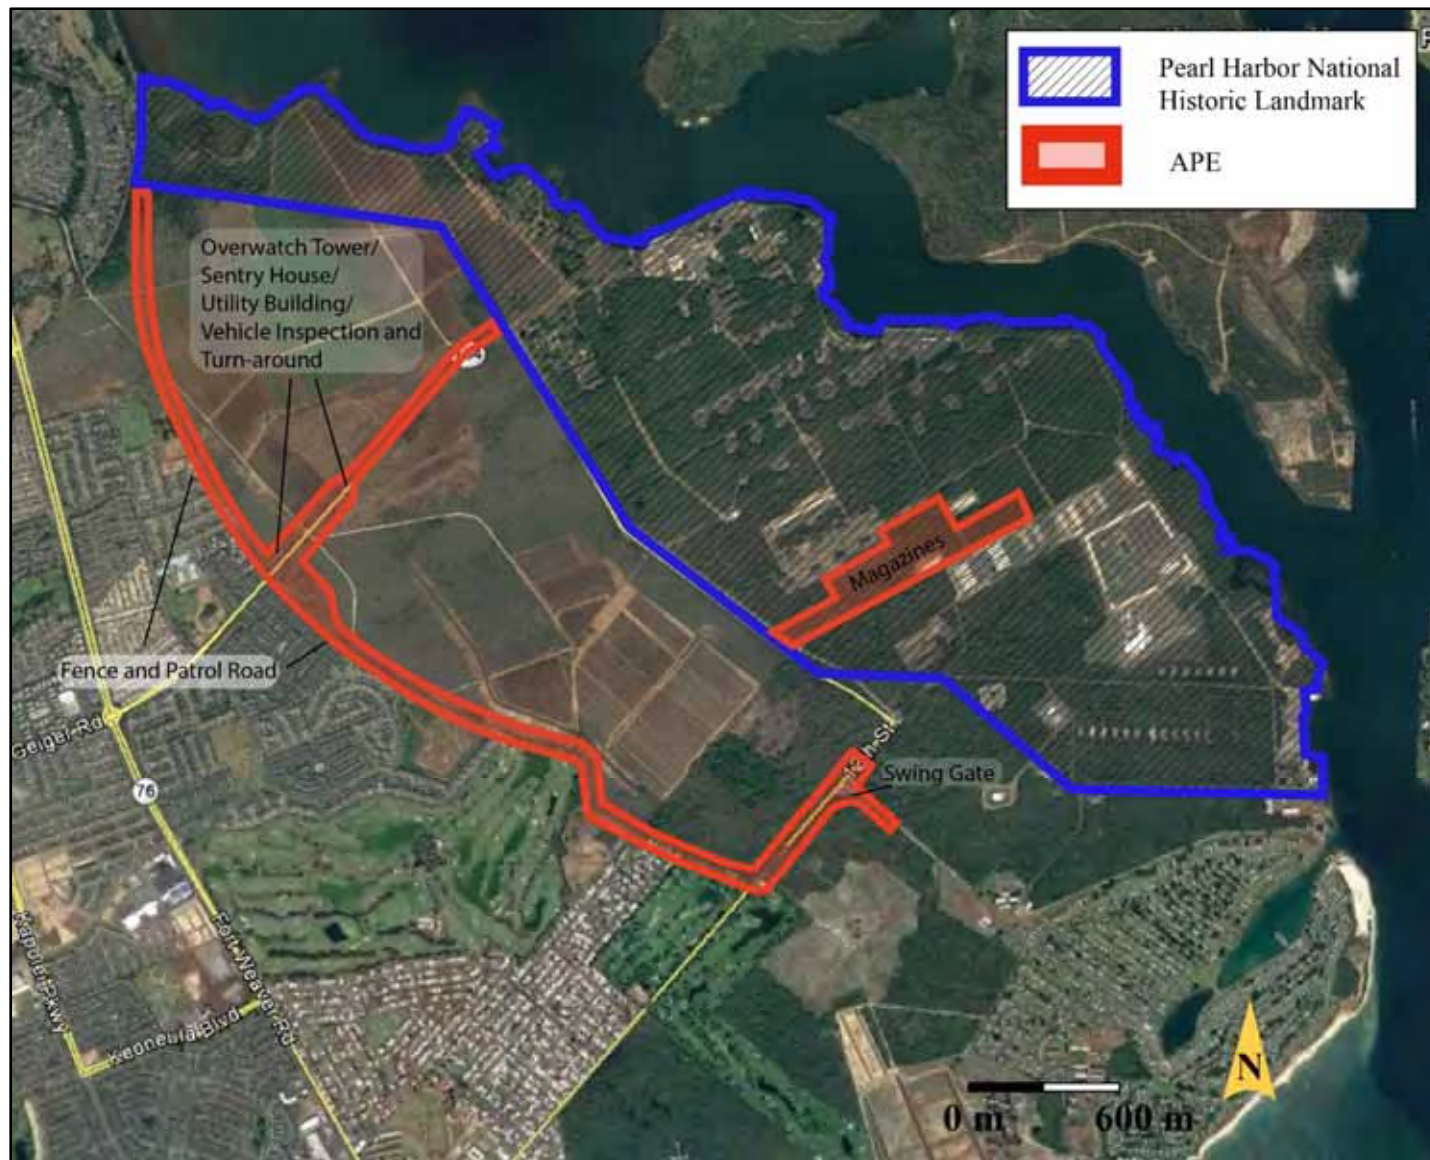 Pearl Harbor National
Historic Landmark
APE
Overwatch Tower/
Sentry House/
Utility Building/
Vehicle Inspection and
Turn-around
Magazines
Fence and Patrol Road
Geiger Rd
76
Swing Gate
Fort Weaver Rd
Kapolei Pkwy
Keoneula Blvd
N
0 m
600 m